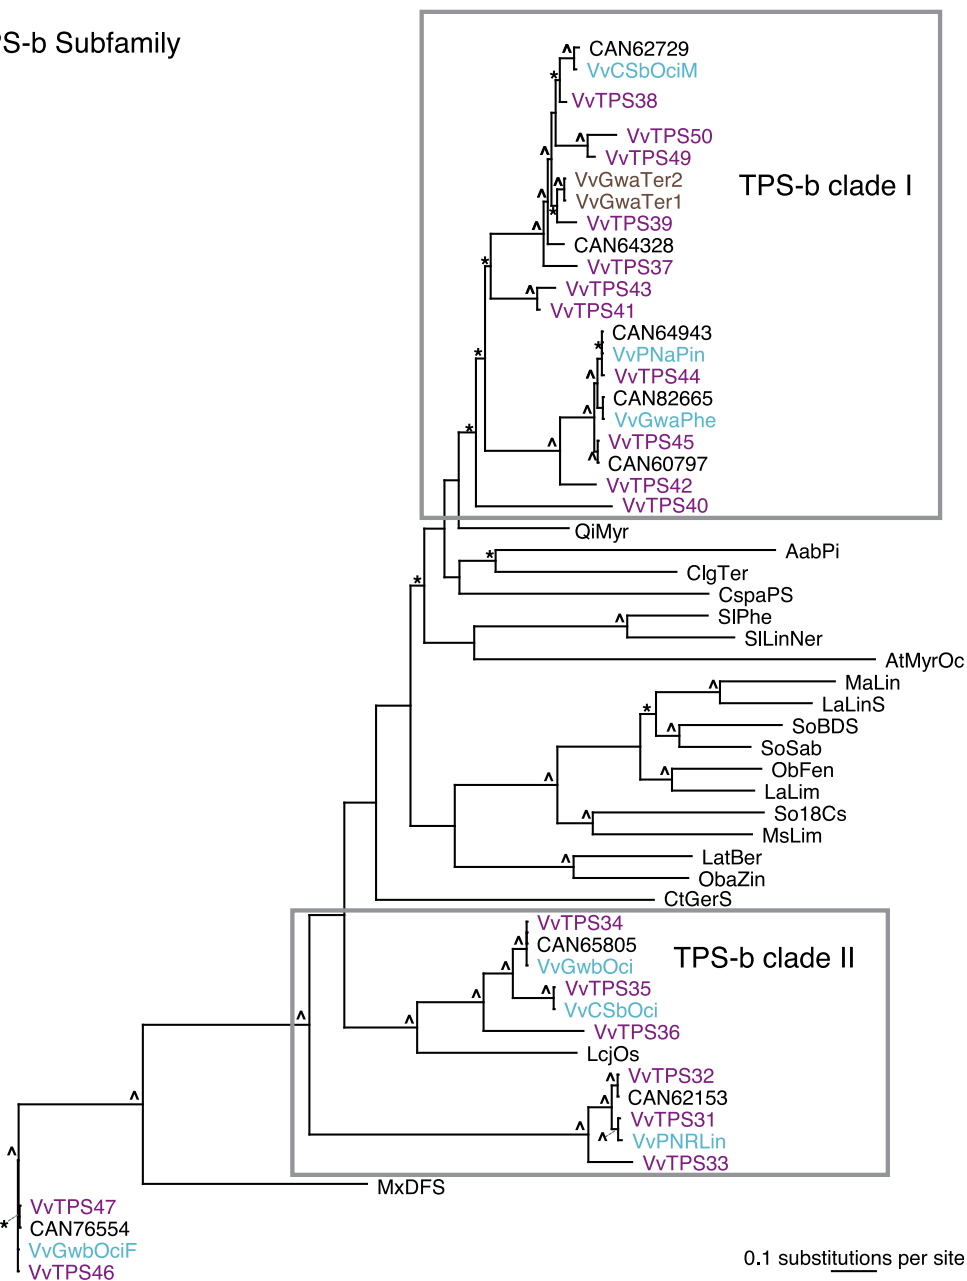 PS-b Subfamily
CAN62729
VvCSbOciM
VvTPS38
VvTPS50
VvTPS49
VvGwaTer2
TPS-b clade I
VvGwaTer1
VvTPS39
CAN64328
VvTPS37
VvTPS43
VvTPS41
CAN64943
VvPNaPin
VvTPS44
CAN82665
VvGwaPhe
VvTPS45
CAN60797
VvTPS42
VvTPS40
QiMyr
AabPi
ClgTer
CspaPS
SlPhe
SlLinNer
AtMyrOc
MaLin
LaLinS
SoBDS
SoSab
ObFen
LaLim
So18Cs
MsLim
LatBer
ObaZin
CtGerS
VvTPS34
CAN65805
TPS-b clade II
VvGwbOci
VvTPS35
VvCSbOci
VvTPS36
LcjOs
VvTPS32
CAN62153
VvTPS31
VvPNRLin
VvTPS33
MxDFS
VvTPS47
CAN76554
VvGwbOciF
0.1 substitutions per site
VvTPS46